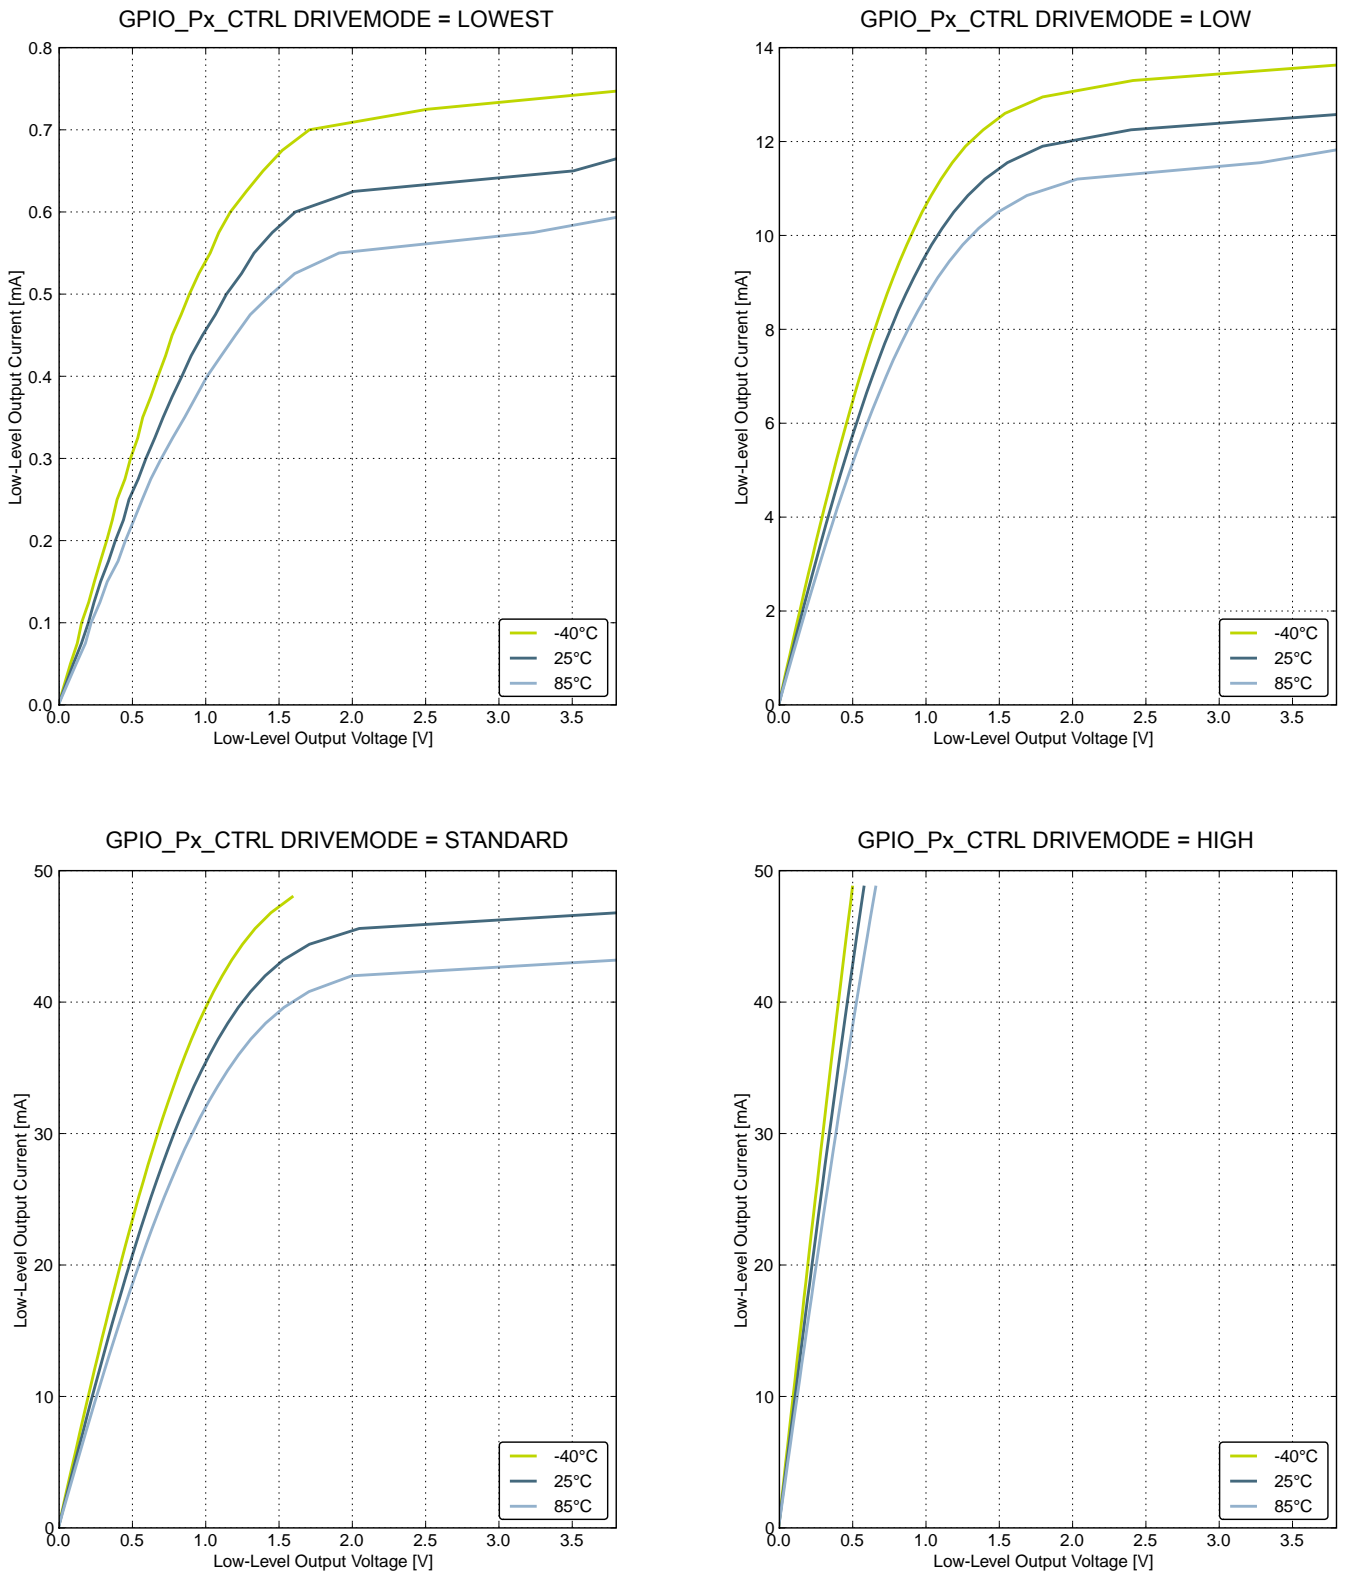 GPIO_Px_CTRL DRIVEMODE = LOWEST
0.8
0.7
0.6
0.5
0.4
0.3
0.2
0.1
0.0
Low-Level Output Current [mA]
0.0 0.5 1.0 1.5 2.0 2.5 3.0 3.5
Low-Level Output Voltage [V]
-40°C
25°C
85°C
GPIO_Px_CTRL DRIVEMODE = LOW
14
12
10
8
6
4
2
0
Low-Level Output Current [mA]
0.0 0.5 1.0 1.5 2.0 2.5 3.0 3.5
Low-Level Output Voltage [V]
-40°C
25°C
85°C
GPIO_Px_CTRL DRIVEMODE = STANDARD
50
40
30
20
10
0
Low-Level Output Current [mA]
0.0 0.5 1.0 1.5 2.0 2.5 3.0 3.5
Low-Level Output Voltage [V]
-40°C
25°C
85°C
GPIO_Px_CTRL DRIVEMODE = HIGH
50
40
30
20
10
0
Low-Level Output Current [mA]
0.0 0.5 1.0 1.5 2.0 2.5 3.0 3.5
Low-Level Output Voltage [V]
-40°C
25°C
85°C